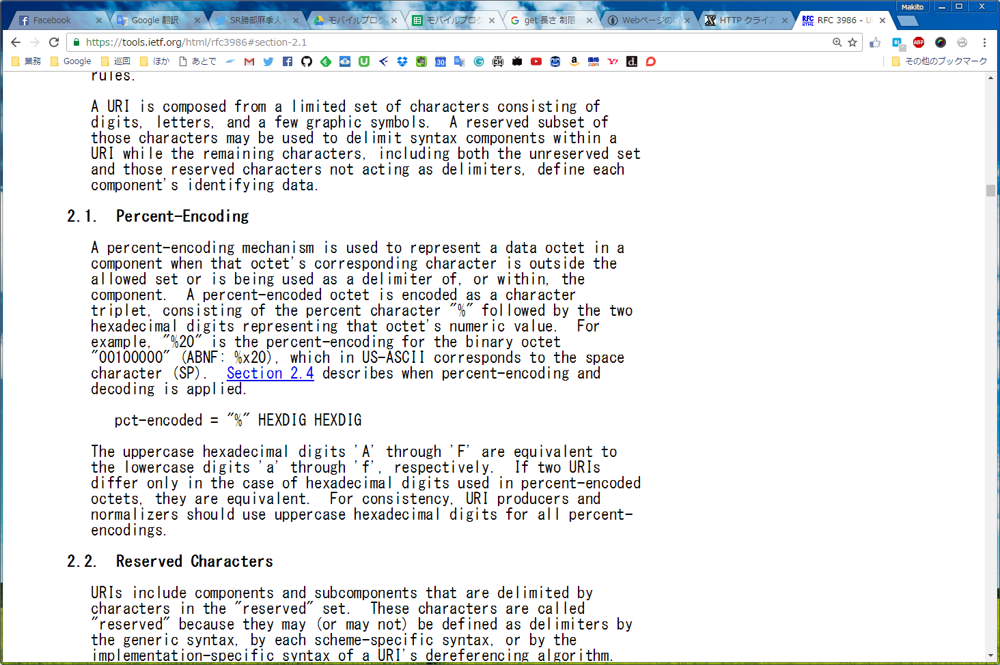 Makito
Facebook
Google 翻訳
SR勝部麻季人
モバイルプログ
モバイルプログ
get 長さ 制限
Webページの
HTTP クライア
RFC 3986 - U
https://tools.ietf.org/html/rfc3986#section-2.1
業務
Google
巡回
ほか
あとで
その他のブックマーク
rules.
A URI is composed from a limited set of characters consisting of
digits, letters, and a few graphic symbols.  A reserved subset of
those characters may be used to delimit syntax components within a
URI while the remaining characters, including both the unreserved set
and those reserved characters not acting as delimiters, define each
component's identifying data.
2.1.  Percent-Encoding
A percent-encoding mechanism is used to represent a data octet in a
component when that octet's corresponding character is outside the
allowed set or is being used as a delimiter of, or within, the
component.  A percent-encoded octet is encoded as a character
triplet, consisting of the percent character "%" followed by the two
hexadecimal digits representing that octet's numeric value.  For
example, "%20" is the percent-encoding for the binary octet
"00100000" (ABNF: %x20), which in US-ASCII corresponds to the space
character (SP).  Section 2.4 describes when percent-encoding and
decoding is applied.
pct-encoded = "%" HEXDIG HEXDIG
The uppercase hexadecimal digits 'A' through 'F' are equivalent to
the lowercase digits 'a' through 'f', respectively.  If two URIs
differ only in the case of hexadecimal digits used in percent-encoded
octets, they are equivalent.  For consistency, URI producers and
normalizers should use uppercase hexadecimal digits for all percent-
encodings.
2.2.  Reserved Characters
URIs include components and subcomponents that are delimited by
characters in the "reserved" set.  These characters are called
"reserved" because they may (or may not) be defined as delimiters by
the generic syntax, by each scheme-specific syntax, or by the
implementation-specific syntax of a URI's dereferencing algorithm.